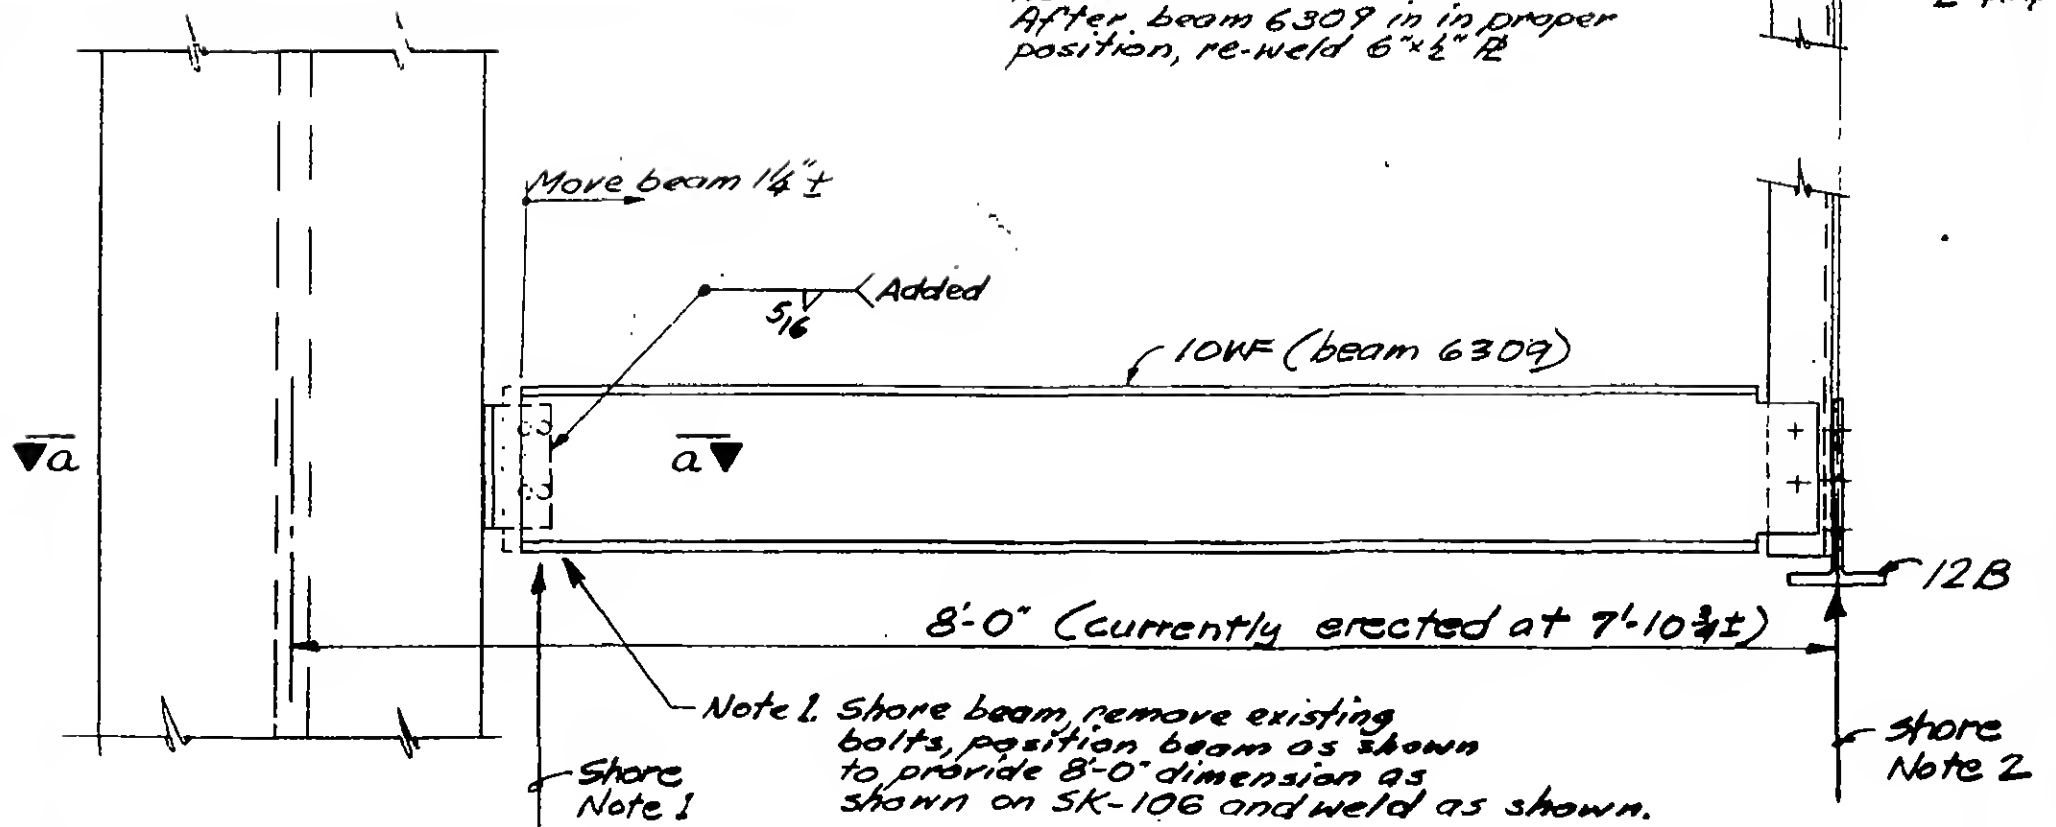 After beam 6309 in in proper
position, re-weld 6"x½" PL
Move beam 1¼"±
5/16
Added
10WF (beam 6309)
a
a
12B
8'-0" (currently erected at 7'-10¾±)
Note 1. Shore beam, remove existing
bolts, position beam as shown
to provide 8'-0" dimension as
shown on SK-106 and weld as shown.
Shore
Note 1
Shore
Note 2